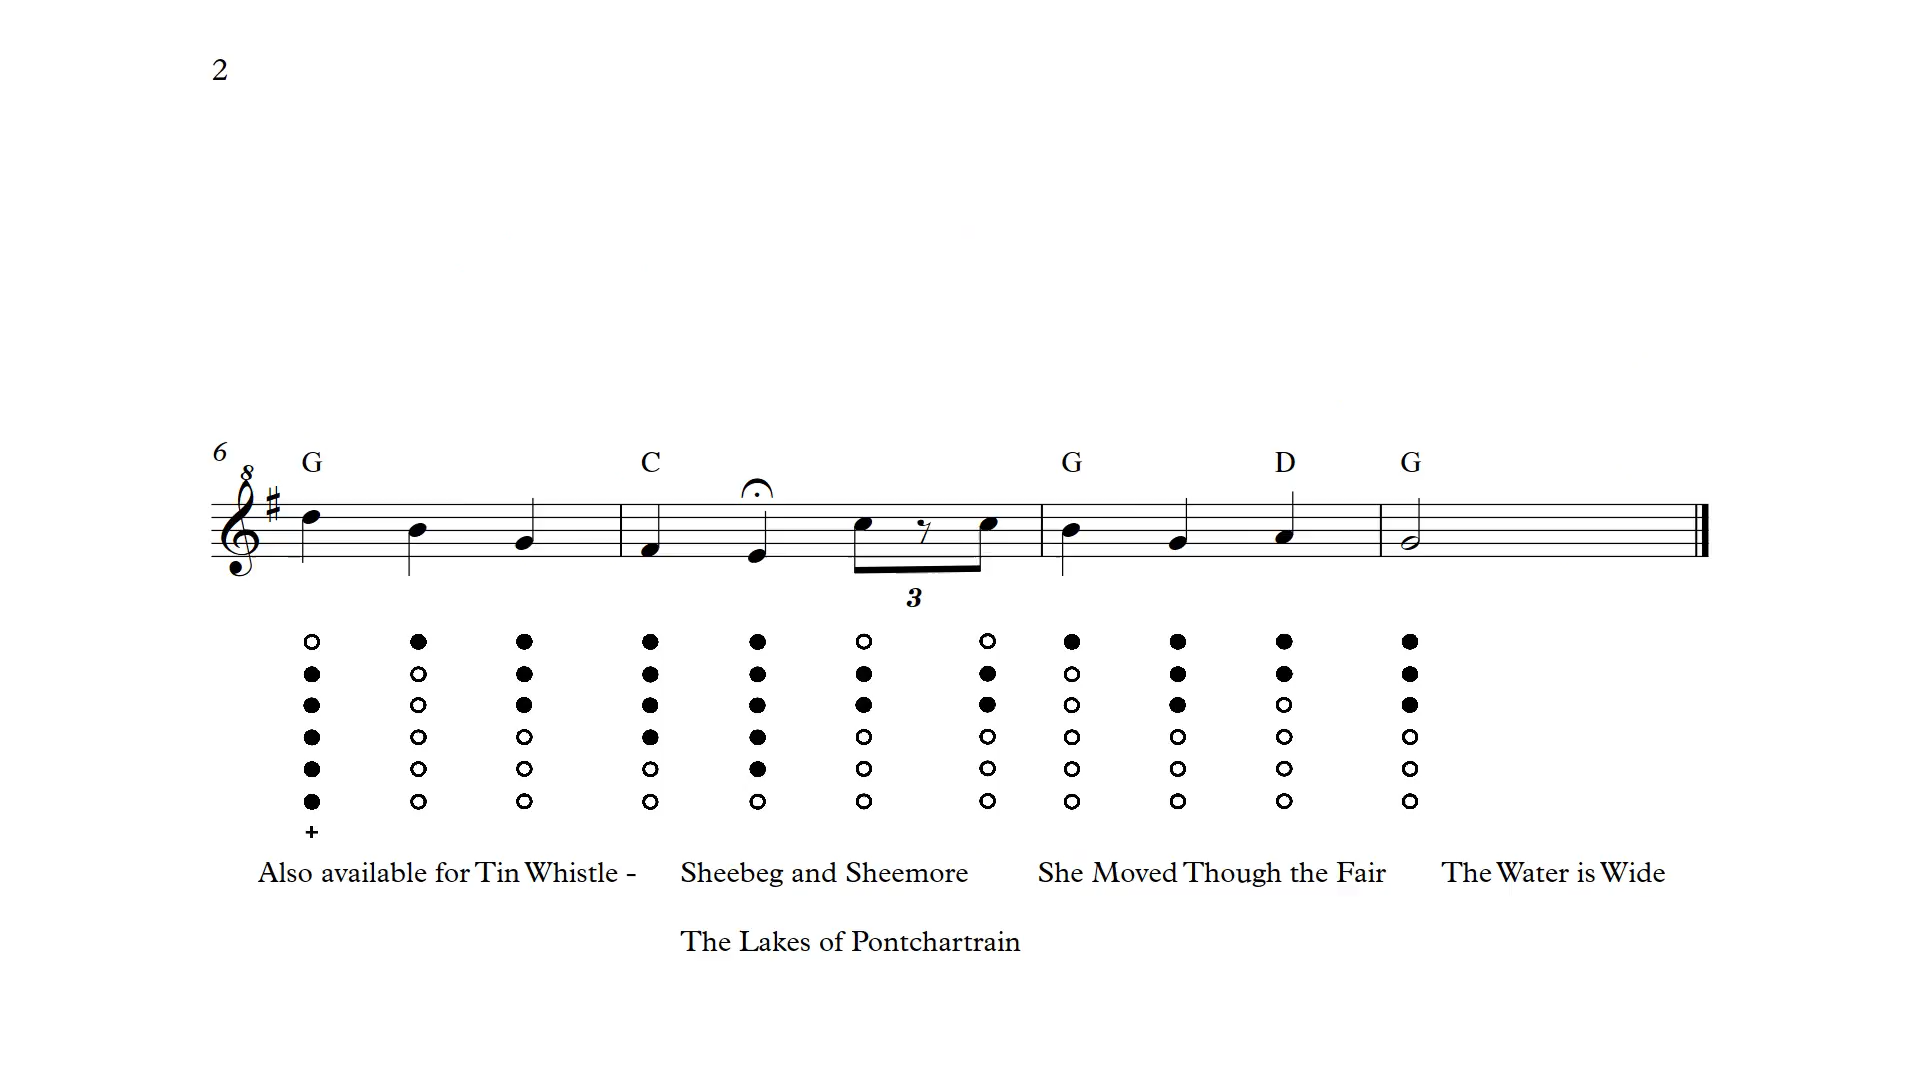 2
6 G C G D G
8
3
+
Also available for Tin Whistle - Sheebeg and Sheemore She Moved Though the Fair The Water is Wide
The Lakes of Pontchartrain